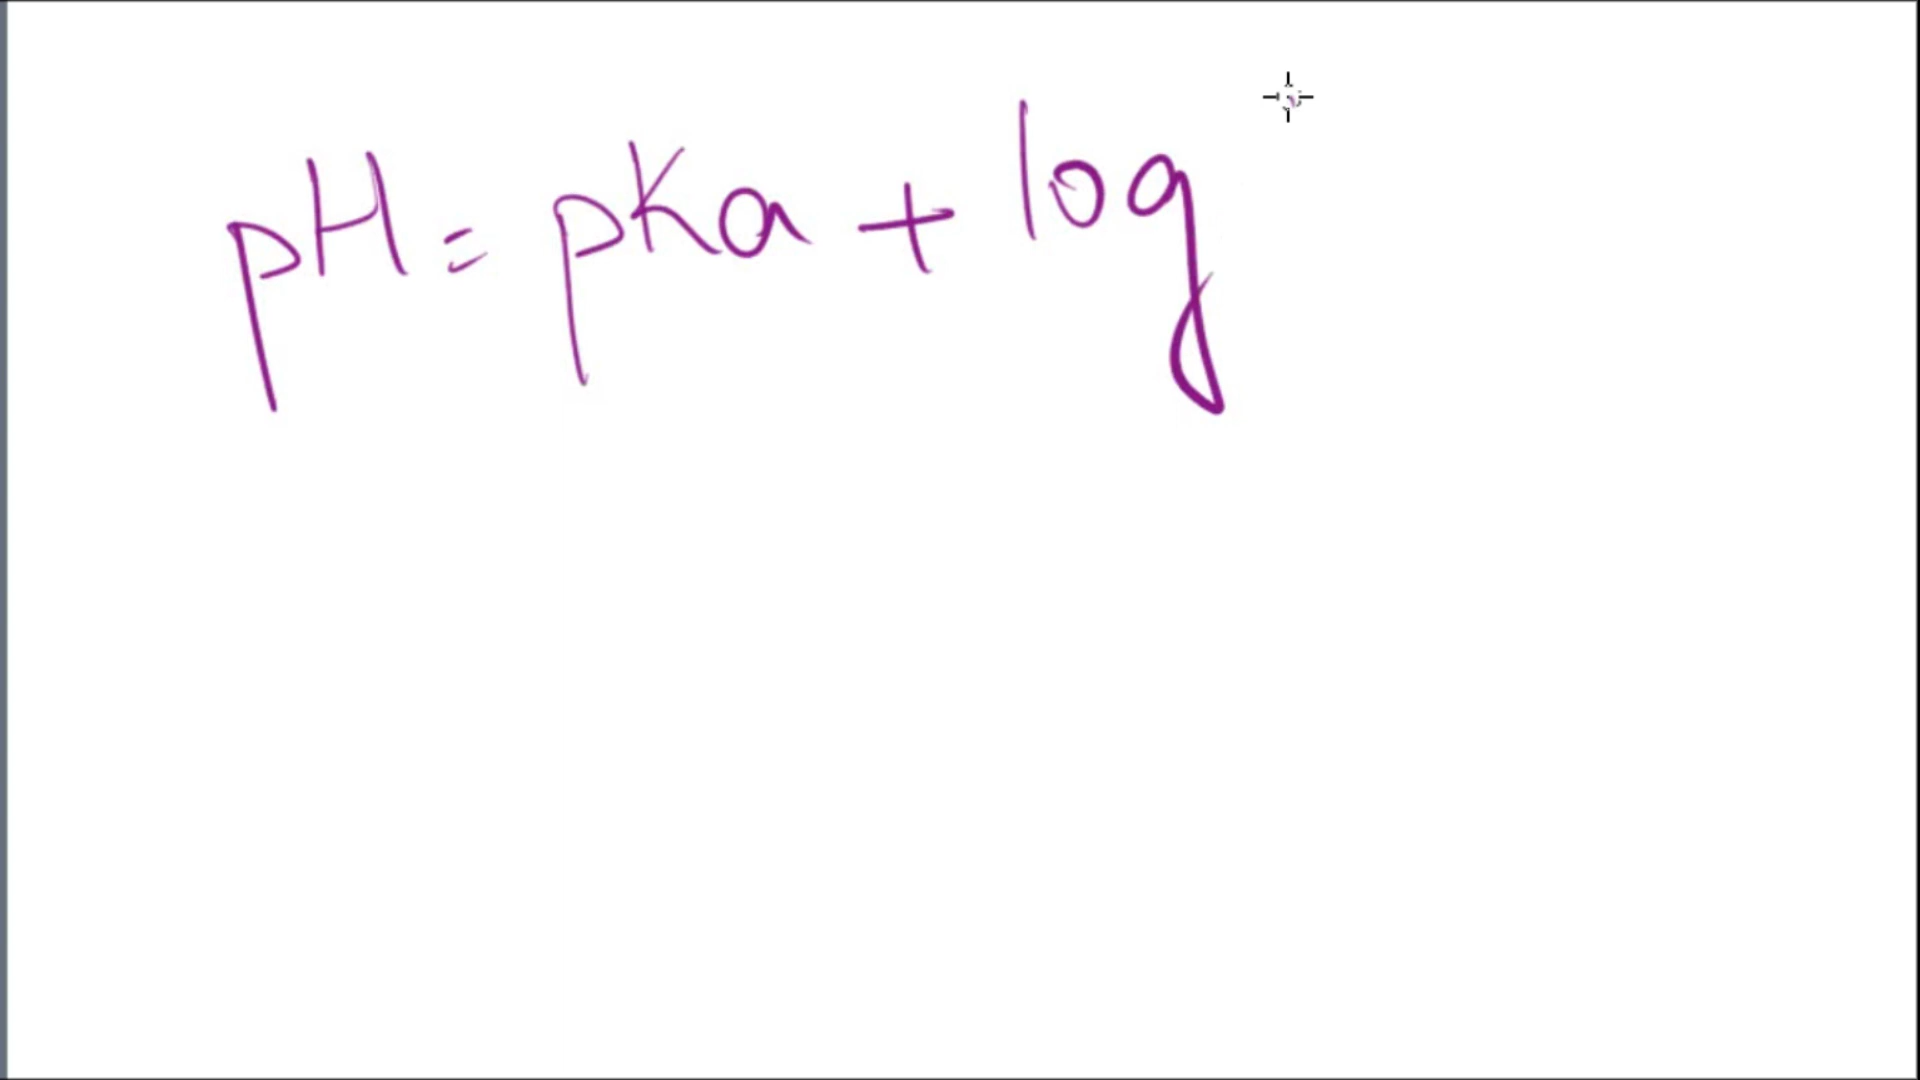 pH = pKa + log